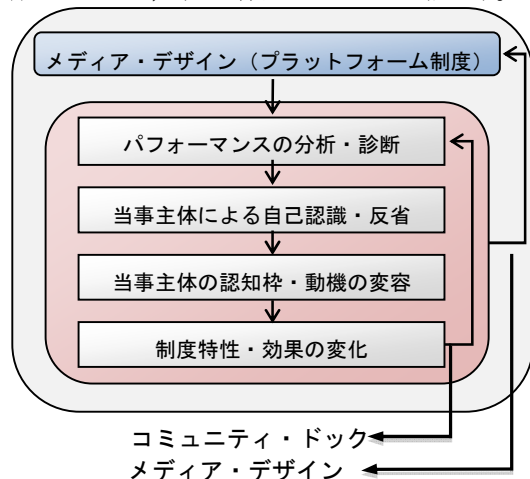 メディア・デザイン（プラットフォーム制度）
パフォーマンスの分析・診断
当事主体による自己認識・反省
当事主体の認知枠・動機の変容
制度特性・効果の変化
コミュニティ・ドック
メディア・デザイン